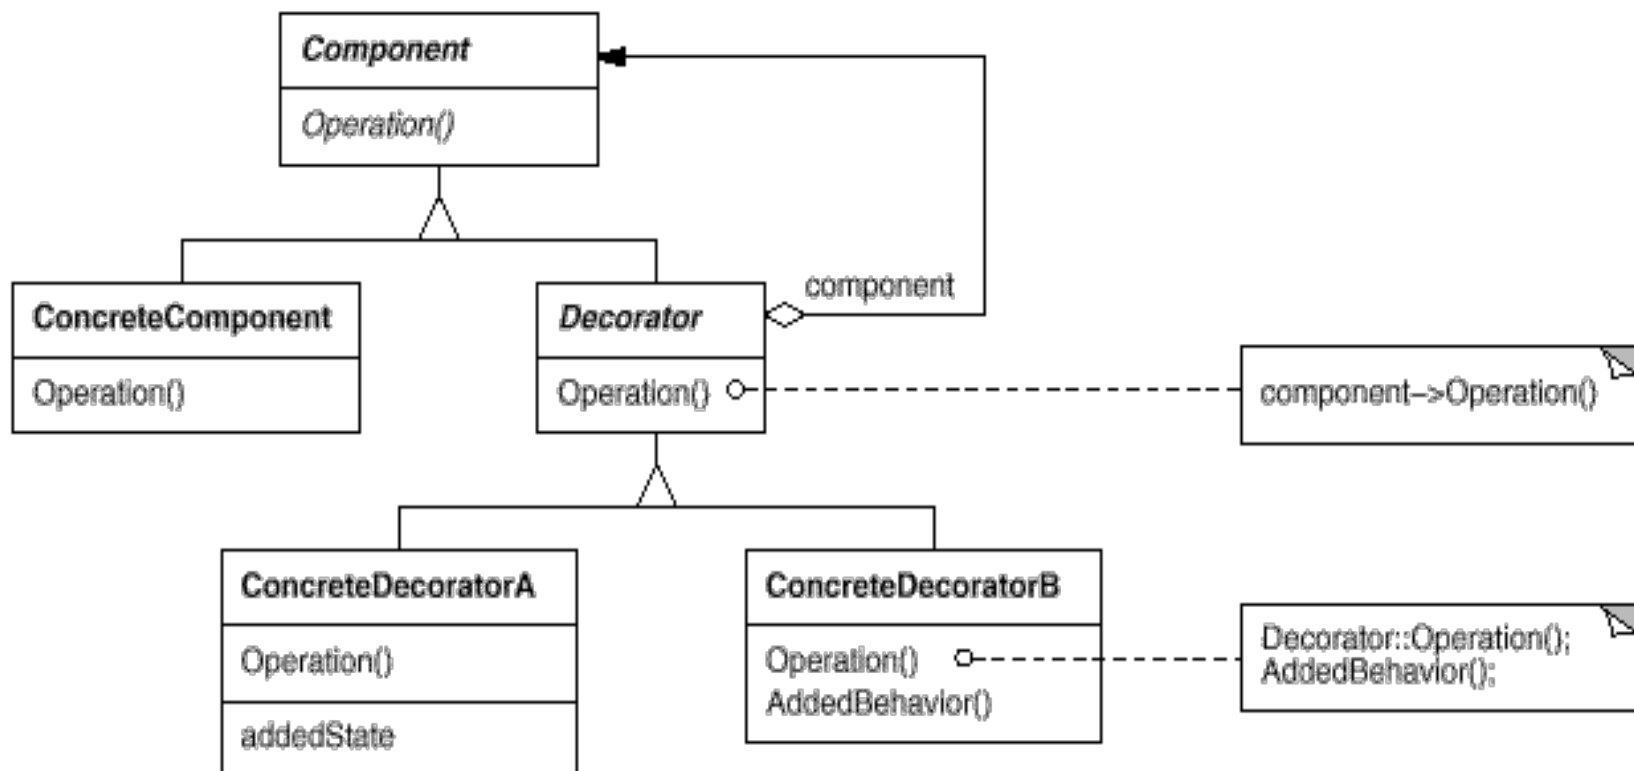 Component
Operation()
component
ConcreteComponent
Operation()
Decorator
Operation()
component–>Operation()
ConcreteDecoratorA
Operation()
addedState
ConcreteDecoratorB
Operation()
AddedBehavior()
Decorator::Operation();
AddedBehavior();